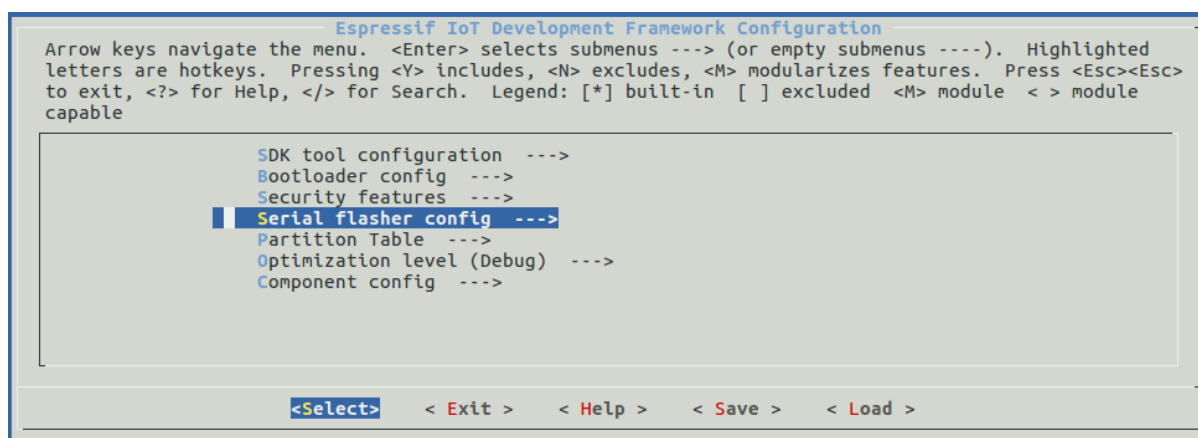 Espressif IoT Development Framework Configuration
Arrow keys navigate the menu.  <Enter> selects submenus ---> (or empty submenus ----).  Highlighted
letters are hotkeys.  Pressing <Y> includes, <N> excludes, <M> modularizes features.  Press <Esc><Esc>
to exit, <?> for Help, </> for Search.  Legend: [*] built-in  [ ] excluded  <M> module  < > module
capable
SDK tool configuration  --->
Bootloader config  --->
Security features  --->
Serial flasher config  --->
Partition Table  --->
Optimization level (Debug)  --->
Component config  --->
<Select>    < Exit >    < Help >    < Save >    < Load >